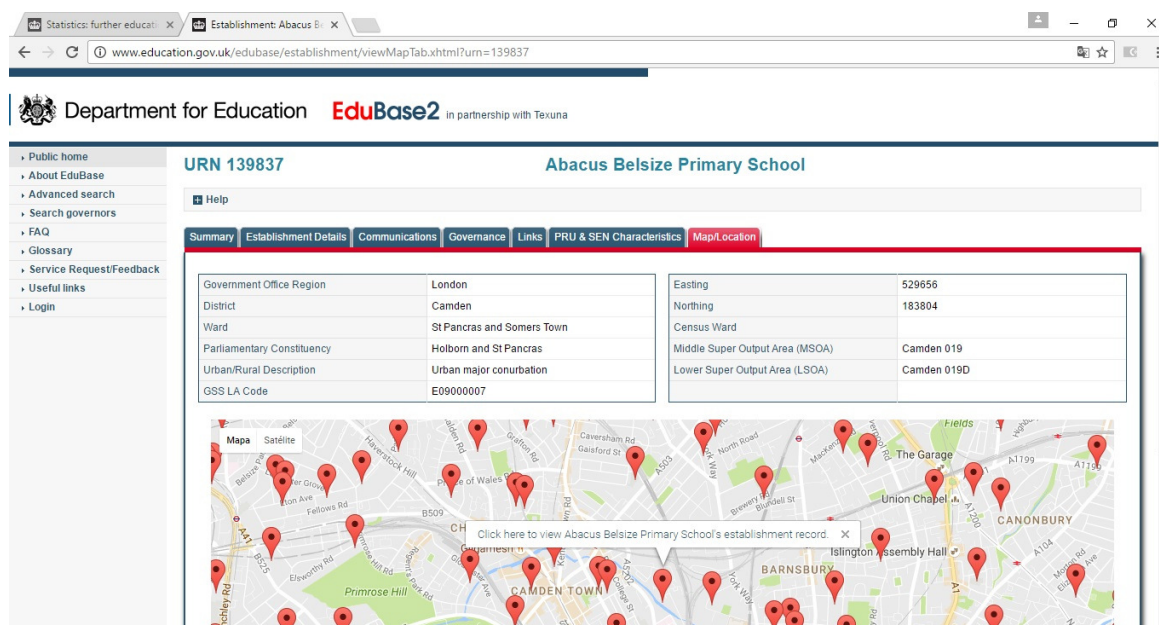 Statistics: further educati
Establishment: Abacus Be
www.education.gov.uk/edubase/establishment/viewMapTab.xhtml?urn=139837
Department for Education EduBase2 in partnership with Texuna
Public home
About EduBase
Advanced search
Search governors
FAQ
Glossary
Service Request/Feedback
Useful links
Login
URN 139837 Abacus Belsize Primary School
Help
Summary Establishment Details Communications Governance Links PRU & SEN Characteristics Map/Location
Government Office Region London
District Camden
Ward St Pancras and Somers Town
Parliamentary Constituency Holborn and St Pancras
Urban/Rural Description Urban major conurbation
GSS LA Code E09000007
Easting 529656
Northing 183804
Census Ward
Middle Super Output Area (MSOA) Camden 019
Lower Super Output Area (LSOA) Camden 019D
Mapa Satélite
Haverstock Hill
Grafton Rd
Caversham Rd
Gaisford St
A503
York Way
North Road
Fields
The Garage
A1199
A1199
Fellows Rd
B509
of Wales
Brewery Rd
Blundell St
Union Chapel
A1200
CANONBURY
A41
B525
Click here to view Abacus Belsize Primary School's establishment record.
Islington Assembly Hall
A104
Elsworthy Rd
Primrose Hill
CAMDEN TOWN
A5202
College St
York Way
BARNSBURY
A1